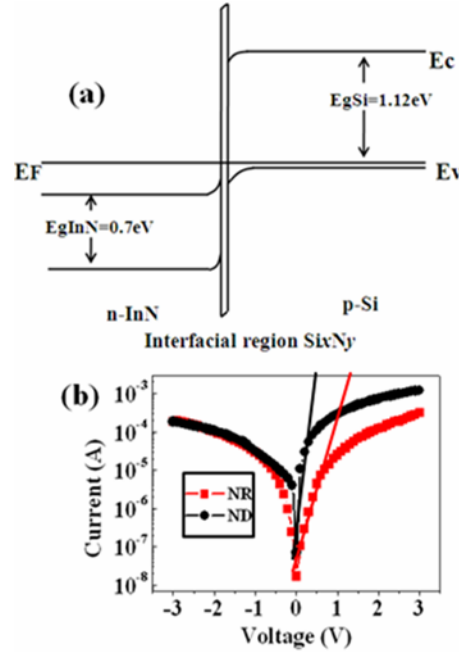 Ec
(a)
EgSi=1.12eV
EF
Ev
EgInN=0.7eV
n-InN
p-Si
Interfacial region SixNy
(b)
10⁻³
10⁻⁴
10⁻⁵
10⁻⁶
10⁻⁷
10⁻⁸
Current (A)
NR
ND
-3 -2 -1 0 1 2 3
Voltage (V)